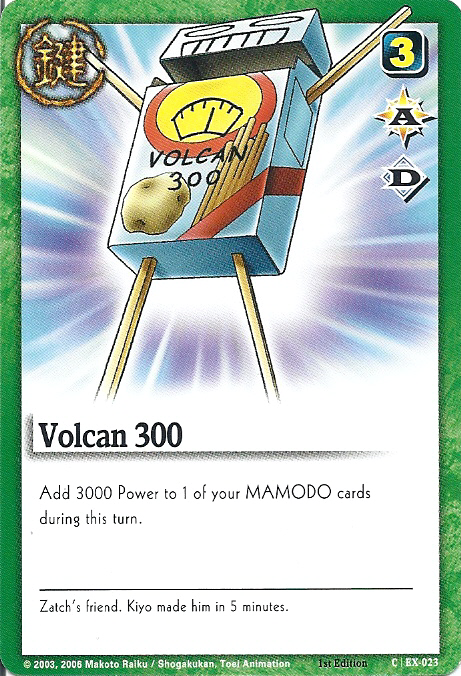 鍵
3
A
D
VOLCAN
300
Volcan 300
Add 3000 Power to 1 of your MAMODO cards
during this turn.
Zatch's friend. Kiyo made him in 5 minutes.
© 2003, 2006 Makoto Raiku / Shogakukan, Toei Animation 1st Edition C | EX-023